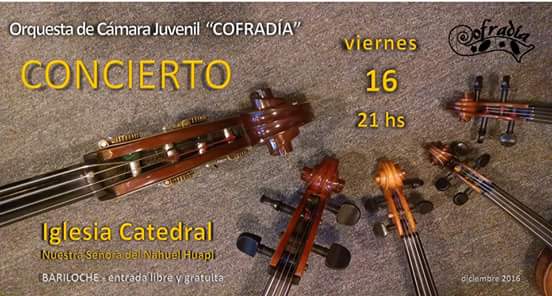 Orquesta de Cámara Juvenil “COFRADÍA”
Cofradía
CONCIERTO
viernes
16
21 hs
Iglesia Catedral
Nuestra Senora del Nahuel Huapi
BARILOCHE - entrada libre y gratuita
diciembre 2016